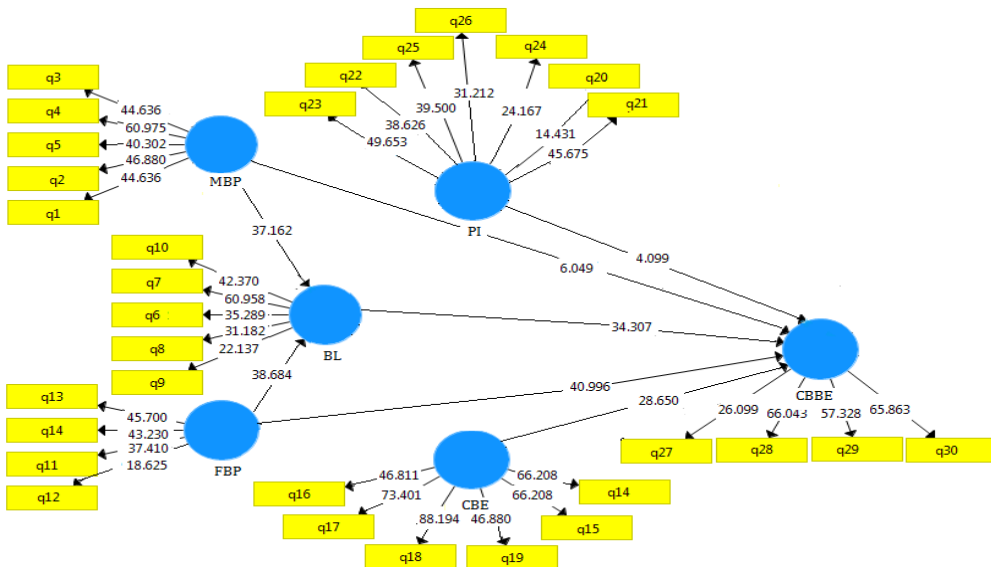 q26
q25
q24
q22
q20
q23
q21
31.212
39.500
24.167
38.626
14.431
49.653
45.675
PI
q3
q4
q5
q2
q1
44.636
60.975
40.302
46.880
44.636
MBP
37.162
6.049
4.099
q10
q7
q6
q8
q9
42.370
60.958
35.289
31.182
22.137
BL
34.307
38.684
q13
q14
q11
q12
45.700
43.230
37.410
18.625
FBP
40.996
28.650
CBBE
26.099
66.043
57.328
65.863
q27
q28
q29
q30
q16
q17
q18
q19
q15
q14
46.811
73.401
88.194
46.880
66.208
66.208
CBE